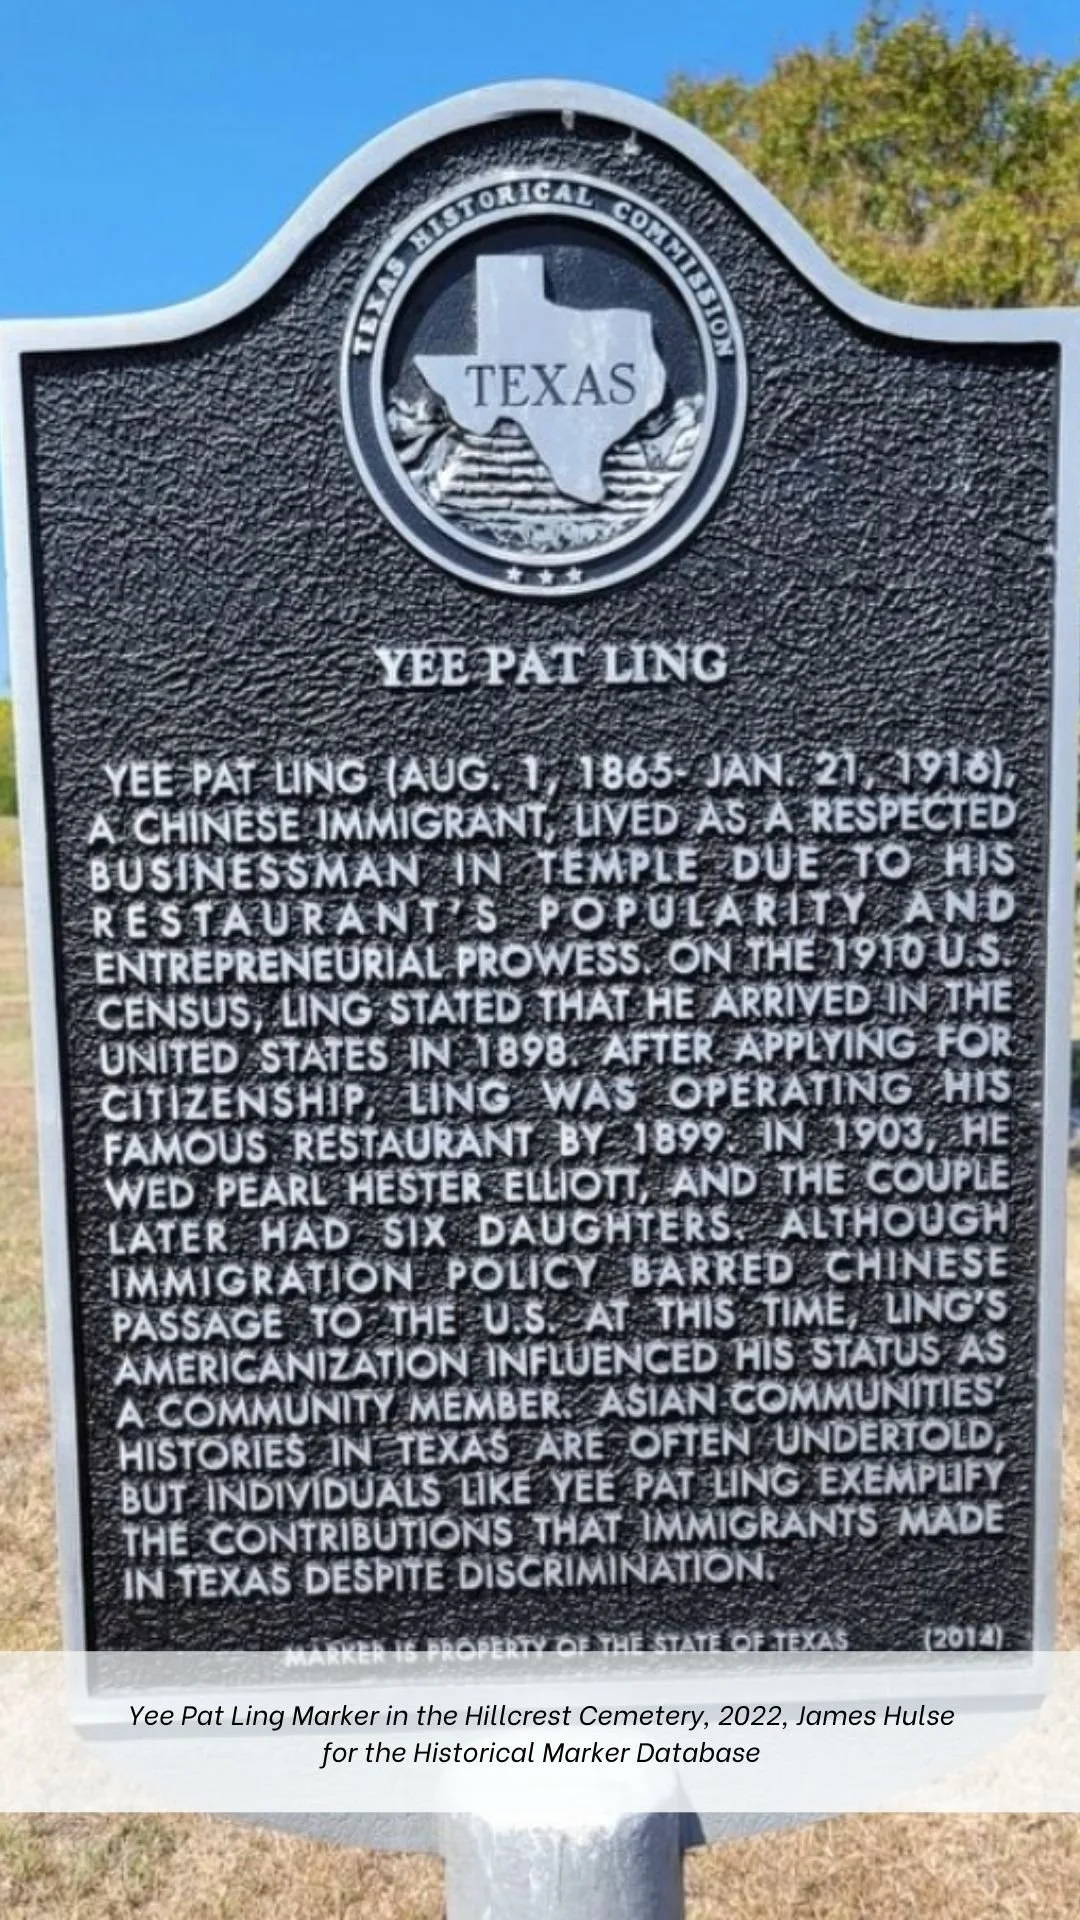 TEXAS HISTORICAL COMMISSION
TEXAS
YEE PAT LING
YEE PAT LING (AUG. 1, 1865- JAN. 21, 1916),
A CHINESE IMMIGRANT, LIVED AS A RESPECTED
BUSINESSMAN IN TEMPLE DUE TO HIS
RESTAURANT'S POPULARITY AND
ENTREPRENEURIAL PROWESS. ON THE 1910 U.S.
CENSUS, LING STATED THAT HE ARRIVED IN THE
UNITED STATES IN 1898. AFTER APPLYING FOR
CITIZENSHIP, LING WAS OPERATING HIS
FAMOUS RESTAURANT BY 1899. IN 1903, HE
WED PEARL HESTER ELLIOTT, AND THE COUPLE
LATER HAD SIX DAUGHTERS. ALTHOUGH
IMMIGRATION POLICY BARRED CHINESE
PASSAGE TO THE U.S. AT THIS TIME, LING'S
AMERICANIZATION INFLUENCED HIS STATUS AS
A COMMUNITY MEMBER. ASIAN COMMUNITIES'
HISTORIES IN TEXAS ARE OFTEN UNDERTOLD,
BUT INDIVIDUALS LIKE YEE PAT LING EXEMPLIFY
THE CONTRIBUTIONS THAT IMMIGRANTS MADE
IN TEXAS DESPITE DISCRIMINATION.
MARKER IS PROPERTY OF THE STATE OF TEXAS (2014)
Yee Pat Ling Marker in the Hillcrest Cemetery, 2022, James Hulse
for the Historical Marker Database